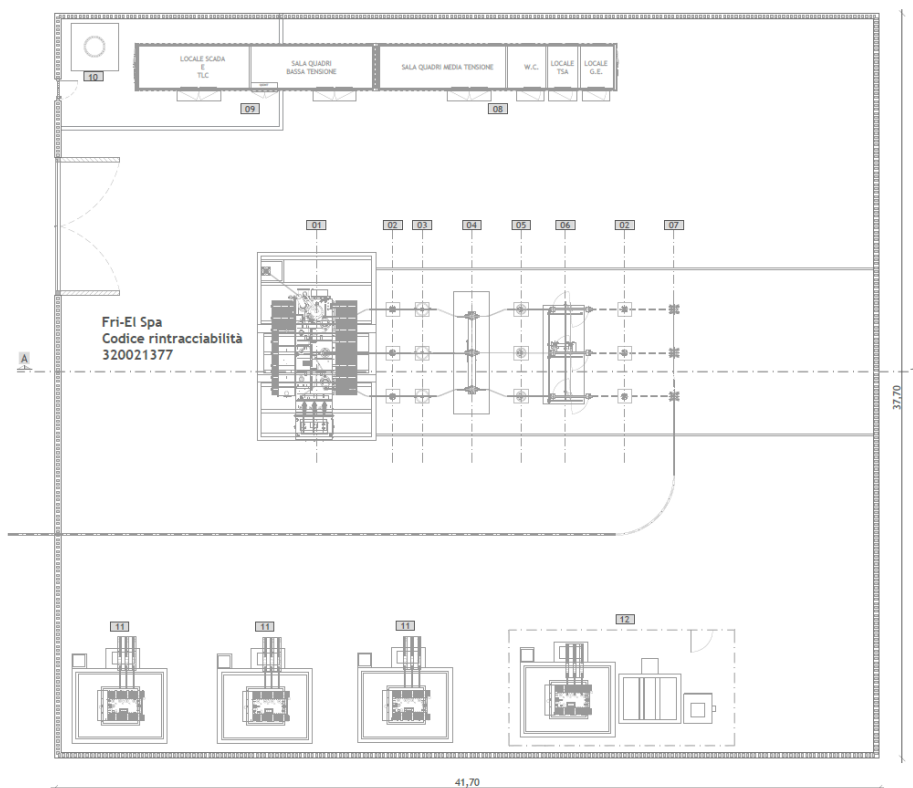 LOCALE SCADA
E
TLC
SALA QUADRI
BASSA TENSIONE
SALA QUADRI MEDIA TENSIONE
W.C.
LOCALE
TSA
LOCALE
G.E.
10
09
08
01
02
03
04
05
06
02
07
Fri-El Spa
Codice rintracciabilità
320021377
A
37,70
11
11
11
12
41,70